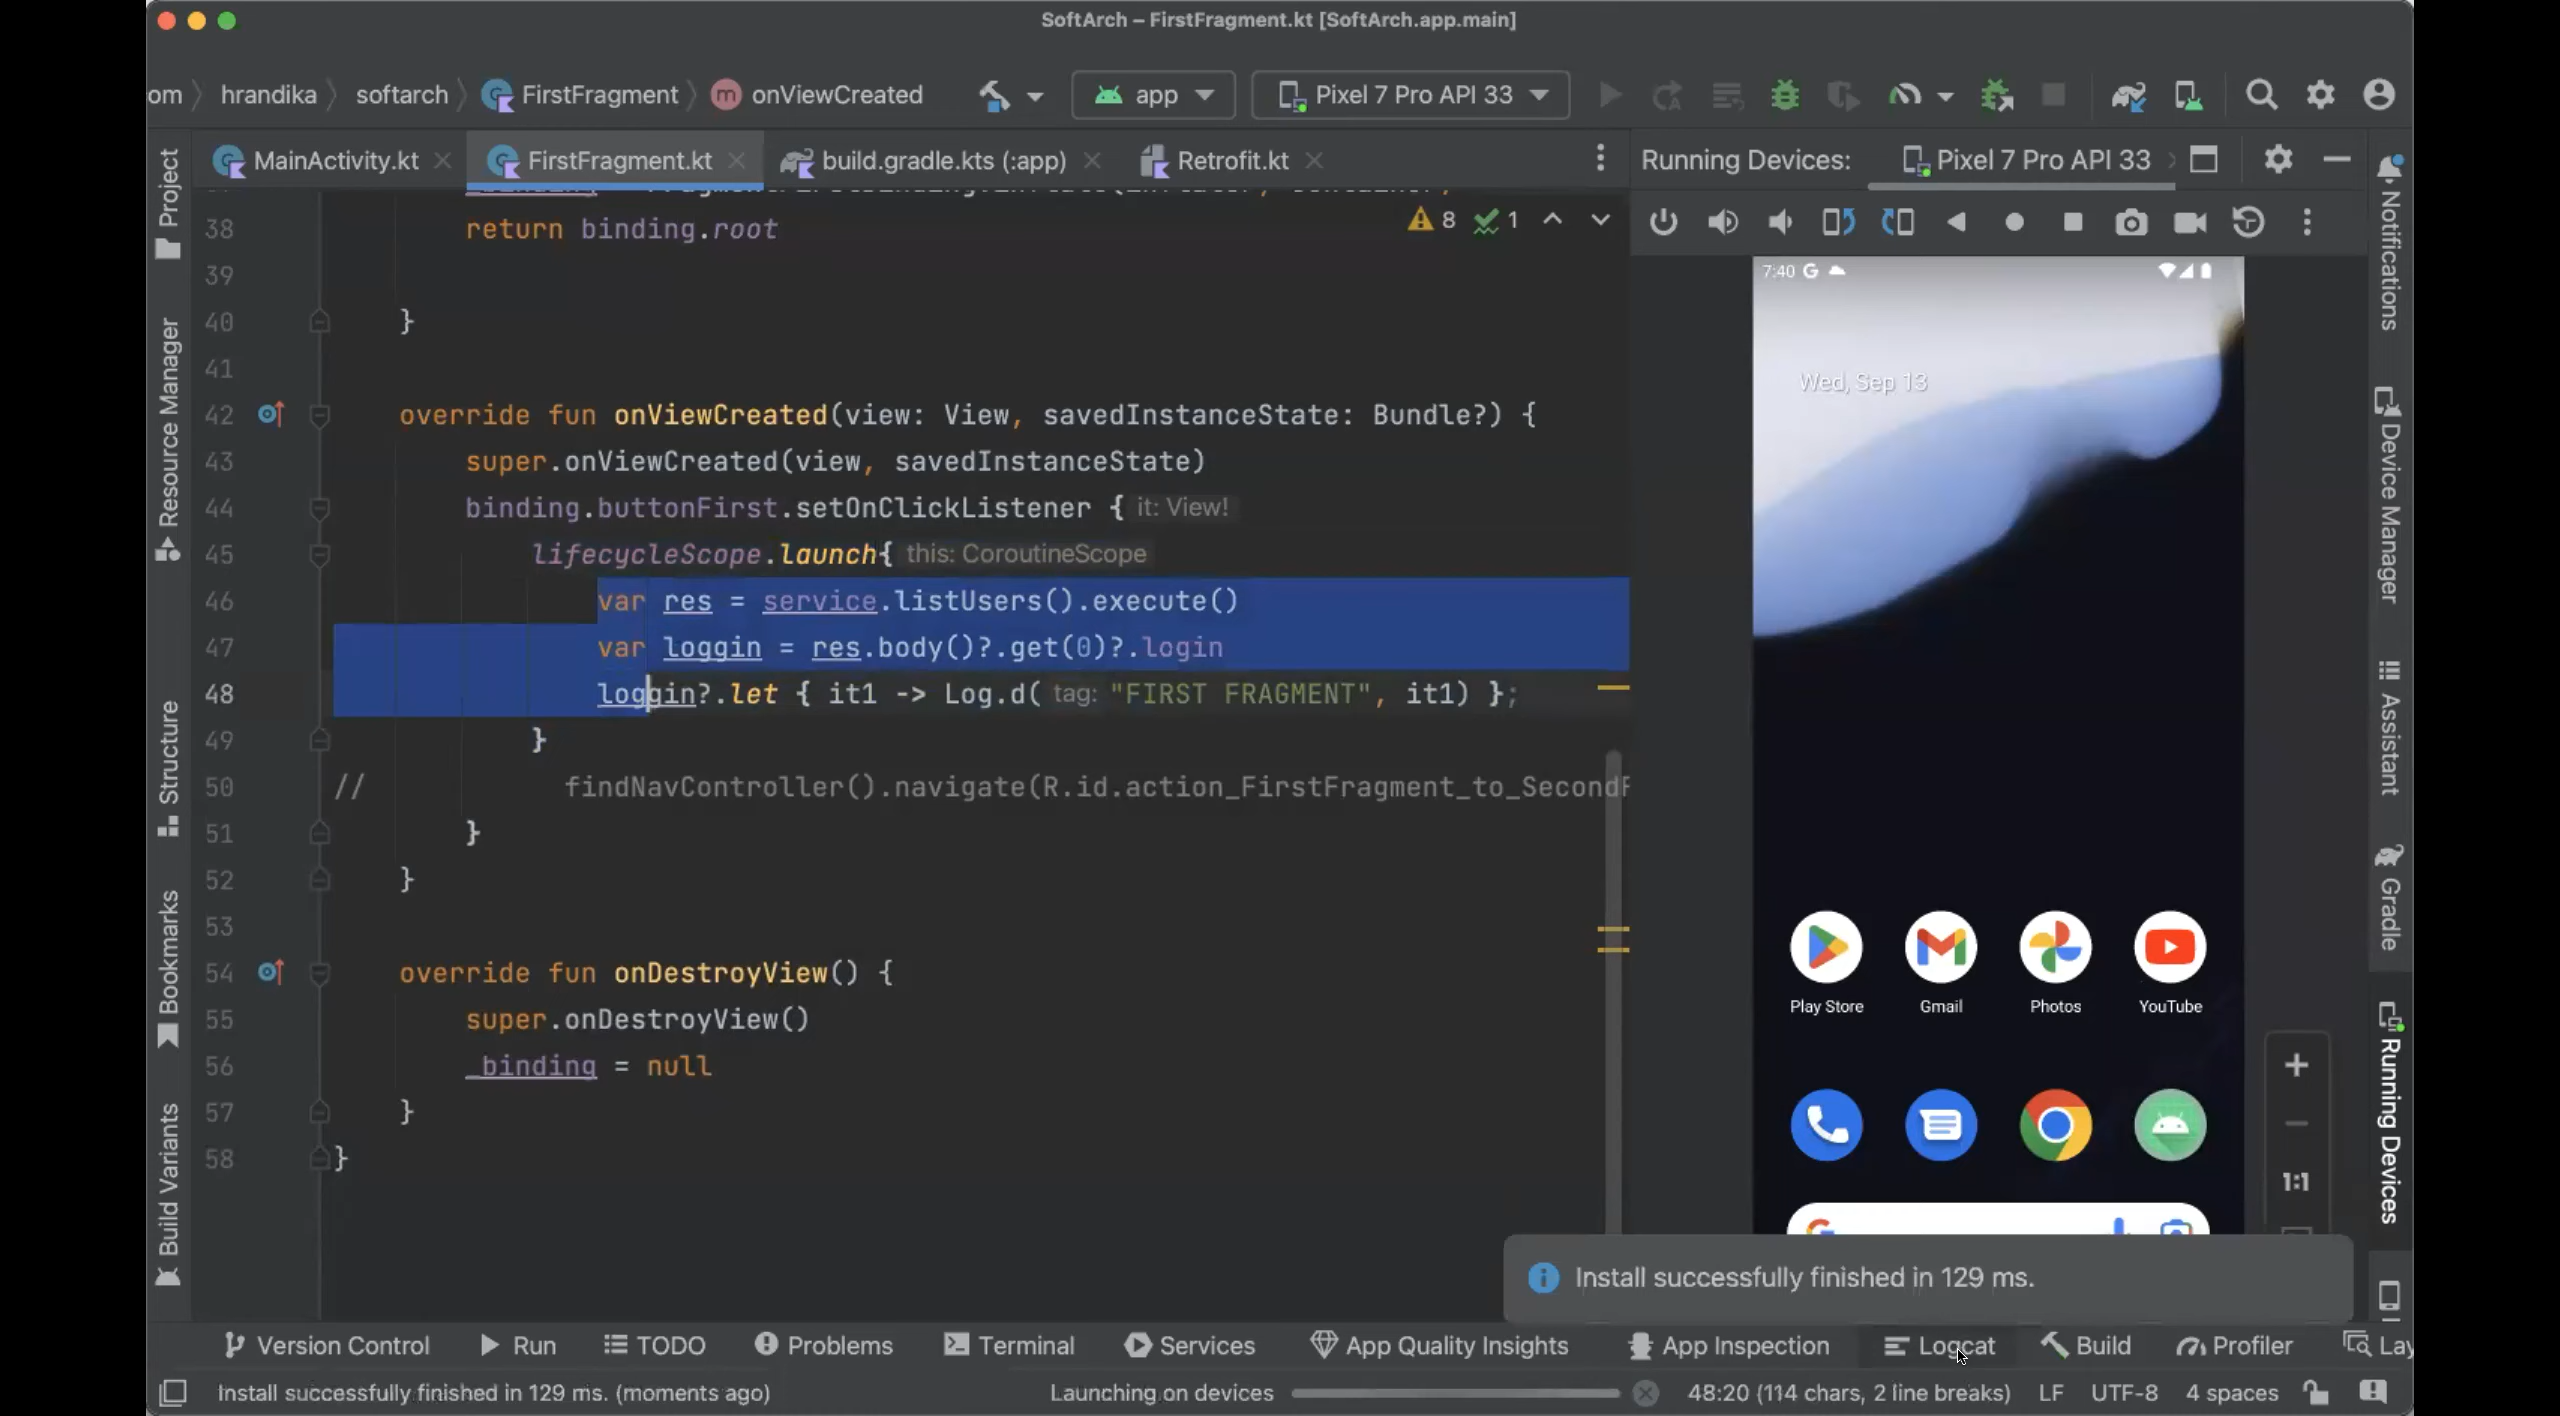 SoftArch – FirstFragment.kt [SoftArch.app.main]
om hrandika softarch FirstFragment m onViewCreated app Pixel 7 Pro API 33
MainActivity.kt FirstFragment.kt build.gradle.kts (:app) Retrofit.kt Running Devices: Pixel 7 Pro API 33
8 1
38 return binding.root
39
40 }
41
42 override fun onViewCreated(view: View, savedInstanceState: Bundle?) {
43 super.onViewCreated(view, savedInstanceState)
44 binding.buttonFirst.setOnClickListener { it: View!
45 lifecycleScope.launch{ this: CoroutineScope
46 var res = service.listUsers().execute()
47 var loggin = res.body()?.get(0)?.login
48 loggin?.let { it1 -> Log.d( tag: "FIRST FRAGMENT", it1) };
49 }
50 // findNavController().navigate(R.id.action_FirstFragment_to_SecondF
51 }
52 }
53
54 override fun onDestroyView() {
55 super.onDestroyView()
56 _binding = null
57 }
58 }
Project
Resource Manager
Structure
Bookmarks
Build Variants
7:40 G
Wed, Sep 13
Play Store Gmail Photos YouTube
1:1
Notifications
Device Manager
Assistant
Gradle
Running Devices
Install successfully finished in 129 ms.
Version Control Run TODO Problems Terminal Services App Quality Insights App Inspection Logcat Build Profiler Lay
Install successfully finished in 129 ms. (moments ago) Launching on devices 48:20 (114 chars, 2 line breaks) LF UTF-8 4 spaces